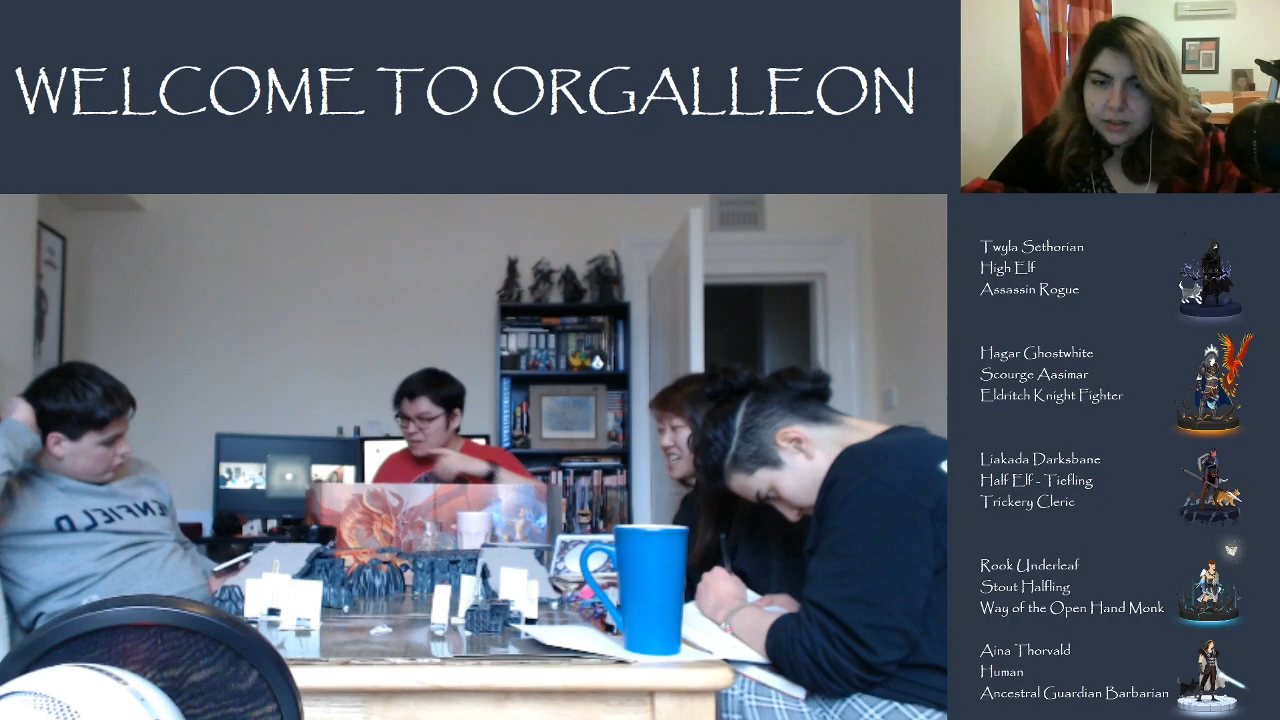 WELCOME TO ORGALLEON
Twyla Sethorian
High Elf
Assassin Rogue
Hagar Ghostwhite
Scourge Aasimar
Eldritch Knight Fighter
Liakada Darksbane
Half Elf - Tiefling
Trickery Cleric
Rook Underleaf
Stout Halfling
Way of the Open Hand Monk
Aina Thorvald
Human
Ancestral Guardian Barbarian
ENFIELD